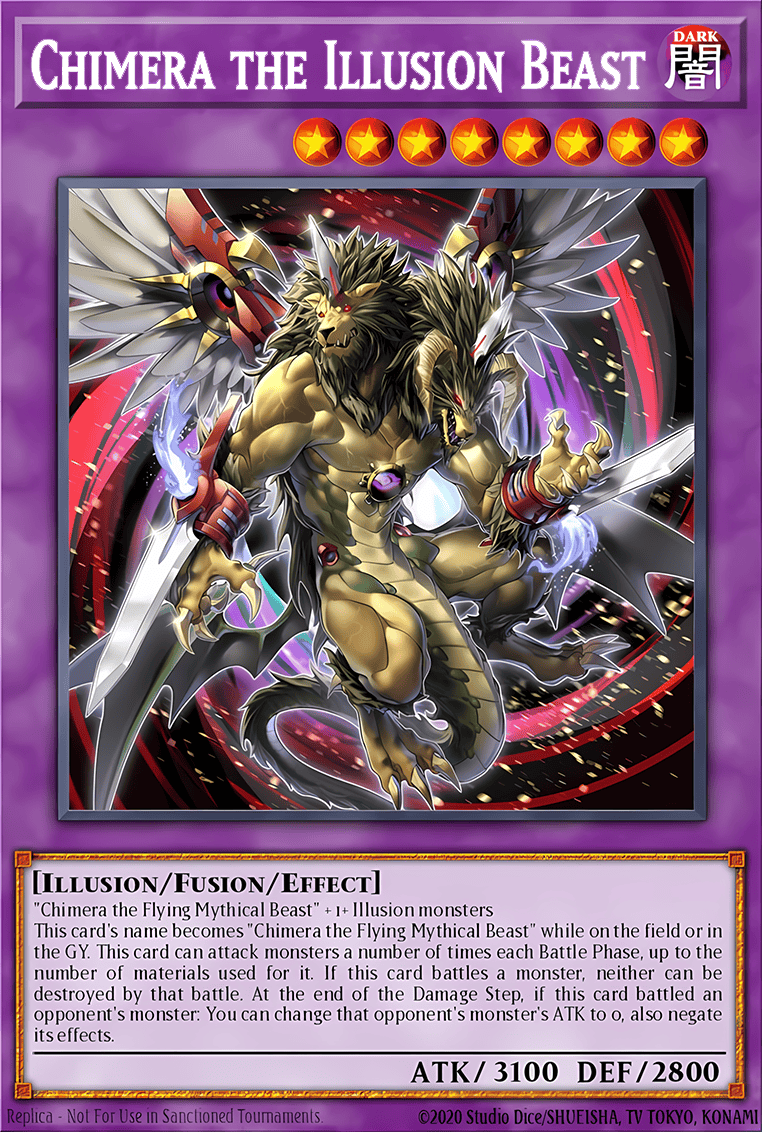 CHIMERA THE ILLUSION BEAST
DARK
闇
[ILLUSION/FUSION/EFFECT]
"Chimera the Flying Mythical Beast" + 1+ Illusion monsters
This card's name becomes "Chimera the Flying Mythical Beast" while on the field or in
the GY. This card can attack monsters a number of times each Battle Phase, up to the
number of materials used for it. If this card battles a monster, neither can be
destroyed by that battle. At the end of the Damage Step, if this card battled an
opponent's monster: You can change that opponent's monster's ATK to 0, also negate
its effects.
ATK/ 3100 DEF/2800
Replica - Not For Use in Sanctioned Tournaments.
©2020 Studio Dice/SHUEISHA, TV TOKYO, KONAMI